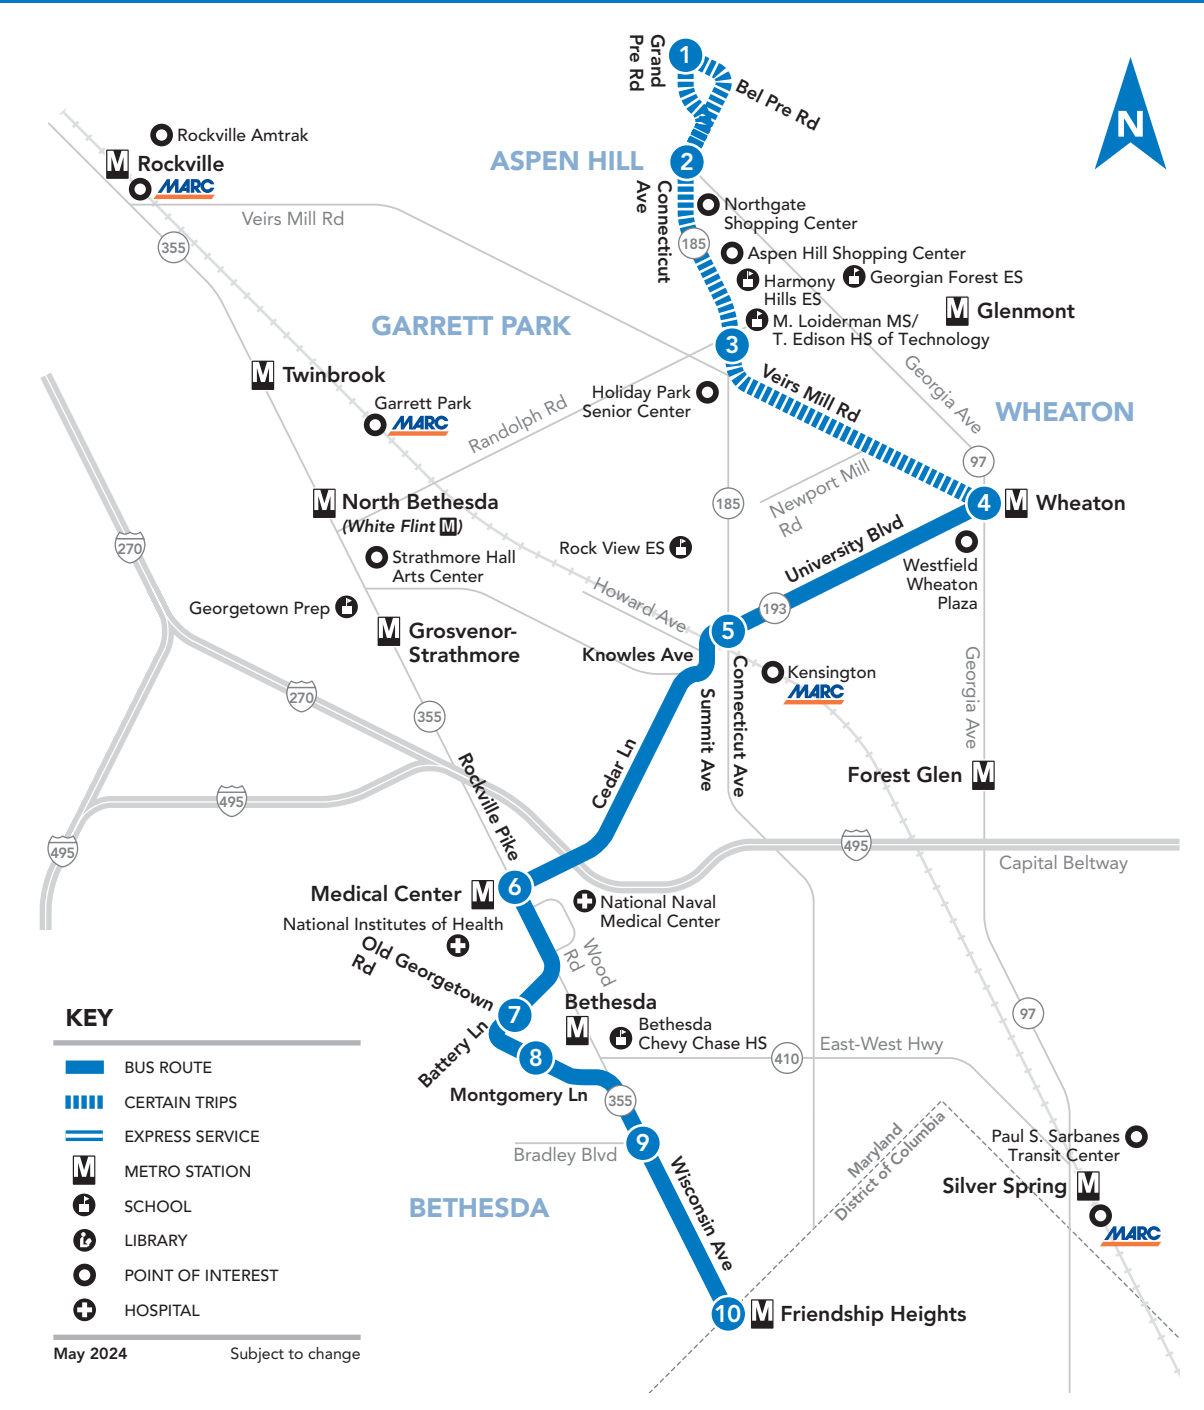 1
Grand
Pre Rd
Bel Pre Rd
N
Rockville Amtrak
M Rockville
MARC
ASPEN HILL
2
Connecticut
Ave
Northgate
Shopping Center
Veirs Mill Rd
355
185
Aspen Hill Shopping Center
Harmony
Hills ES
Georgian Forest ES
M Glenmont
M. Loiderman MS/
T. Edison HS of Technology
GARRETT PARK
3
M Twinbrook
Veirs Mill Rd
Georgia Ave
Holiday Park
Senior Center
Garrett Park
MARC
WHEATON
Randolph Rd
97
Newport Mill
Rd
M North Bethesda
(White Flint M)
185
4
M Wheaton
University Blvd
270
Rock View ES
Strathmore Hall
Arts Center
Westfield
Wheaton
Plaza
Howard Ave
Georgetown Prep
193
M Grosvenor-
Strathmore
5
Knowles Ave
Kensington
MARC
Connecticut Ave
Summit Ave
Georgia Ave
270
355
Cedar Ln
Rockville Pike
Forest Glen M
495
495
495
Capital Beltway
Medical Center M
6
National Naval
Medical Center
National Institutes of Health
Old Georgetown
Rd
Wood
Rd
7
Bethesda
M
Bethesda
Chevy Chase HS
Battery Ln
8
97
East-West Hwy
410
Montgomery Ln
355
9
Bradley Blvd
Wisconsin Ave
Maryland
District of Columbia
Paul S. Sarbanes
Transit Center
Silver Spring M
MARC
BETHESDA
10
M Friendship Heights
KEY
BUS ROUTE
CERTAIN TRIPS
EXPRESS SERVICE
M METRO STATION
SCHOOL
LIBRARY
POINT OF INTEREST
HOSPITAL
May 2024 Subject to change